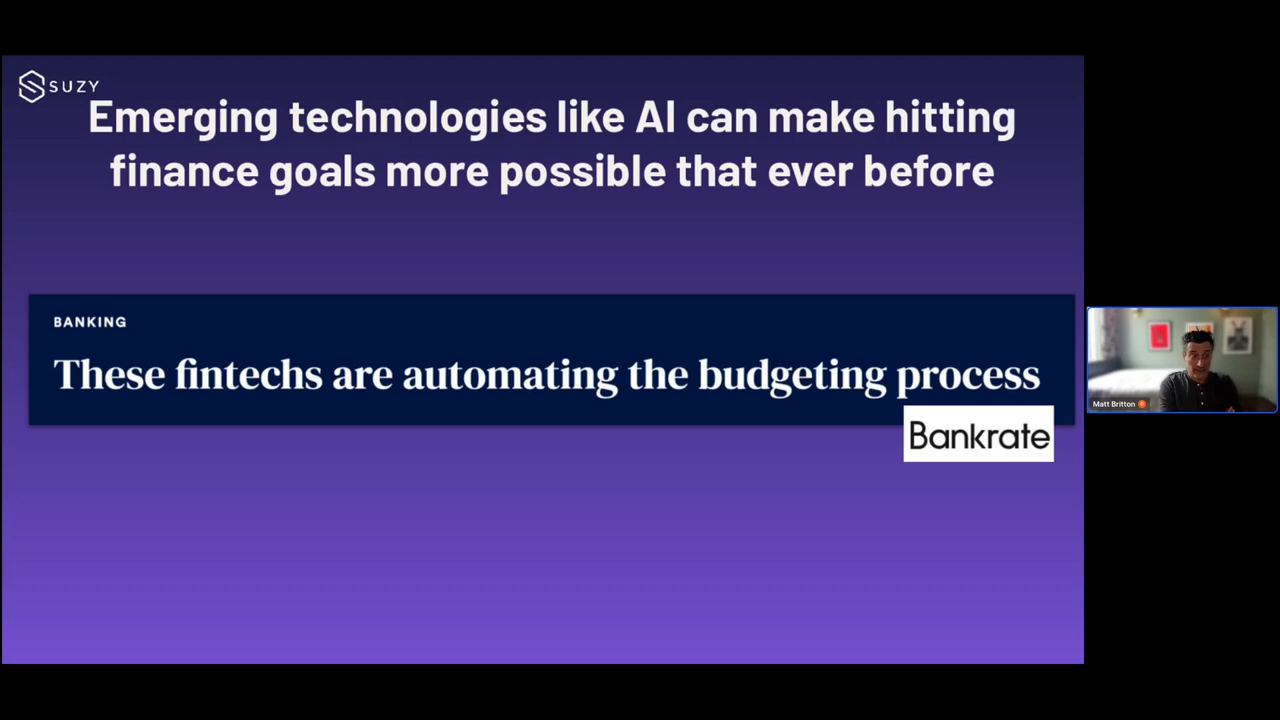 SUZY
Emerging technologies like AI can make hitting
finance goals more possible that ever before
BANKING
These fintechs are automating the budgeting process
Bankrate
Matt Britton